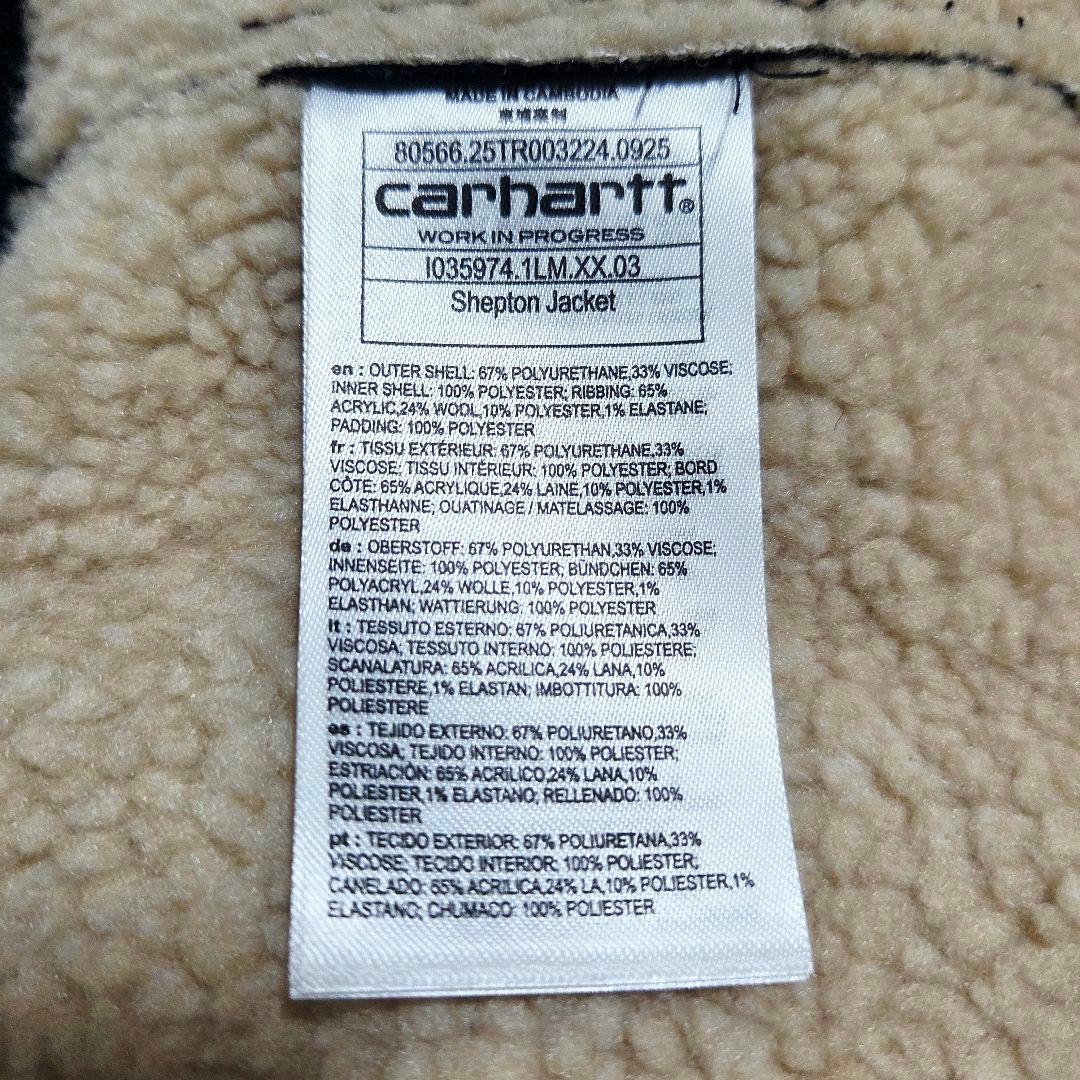 MADE IN CAMBODIA
柬埔寨制
80566.25TR003224.0925
carhartt®
WORK IN PROGRESS
I035974.1LM.XX.03
Shepton Jacket
en : OUTER SHELL: 67% POLYURETHANE,33% VISCOSE;
INNER SHELL: 100% POLYESTER; RIBBING: 65%
ACRYLIC,24% WOOL,10% POLYESTER,1% ELASTANE;
PADDING: 100% POLYESTER
fr : TISSU EXTÉRIEUR: 67% POLYURETHANE,33%
VISCOSE; TISSU INTÉRIEUR: 100% POLYESTER; BORD
CÔTE: 65% ACRYLIQUE,24% LAINE,10% POLYESTER,1%
ELASTHANNE; OUATINAGE / MATELASSAGE: 100%
POLYESTER
de : OBERSTOFF: 67% POLYURETHAN,33% VISCOSE;
INNENSEITE: 100% POLYESTER; BÜNDCHEN: 65%
POLYACRYL,24% WOLLE,10% POLYESTER,1%
ELASTHAN; WATTIERUNG: 100% POLYESTER
it : TESSUTO ESTERNO: 67% POLIURETANICA,33%
VISCOSA; TESSUTO INTERNO: 100% POLIESTERE;
SCANALATURA: 65% ACRILICA,24% LANA,10%
POLIESTERE,1% ELASTAN; IMBOTTITURA: 100%
POLIESTERE
es : TEJIDO EXTERNO: 67% POLIURETANO,33%
VISCOSA; TEJIDO INTERNO: 100% POLIESTER;
ESTRIACIÓN: 65% ACRILICO,24% LANA,10%
POLIESTER,1% ELASTANO; RELLENADO: 100%
POLIESTER
pt : TECIDO EXTERIOR: 67% POLIURETANA,33%
VISCOSE; TECIDO INTERIOR: 100% POLIESTER;
CANELADO: 65% ACRILICA,24% LA,10% POLIESTER,1%
ELASTANO; CHUMACO: 100% POLIESTER